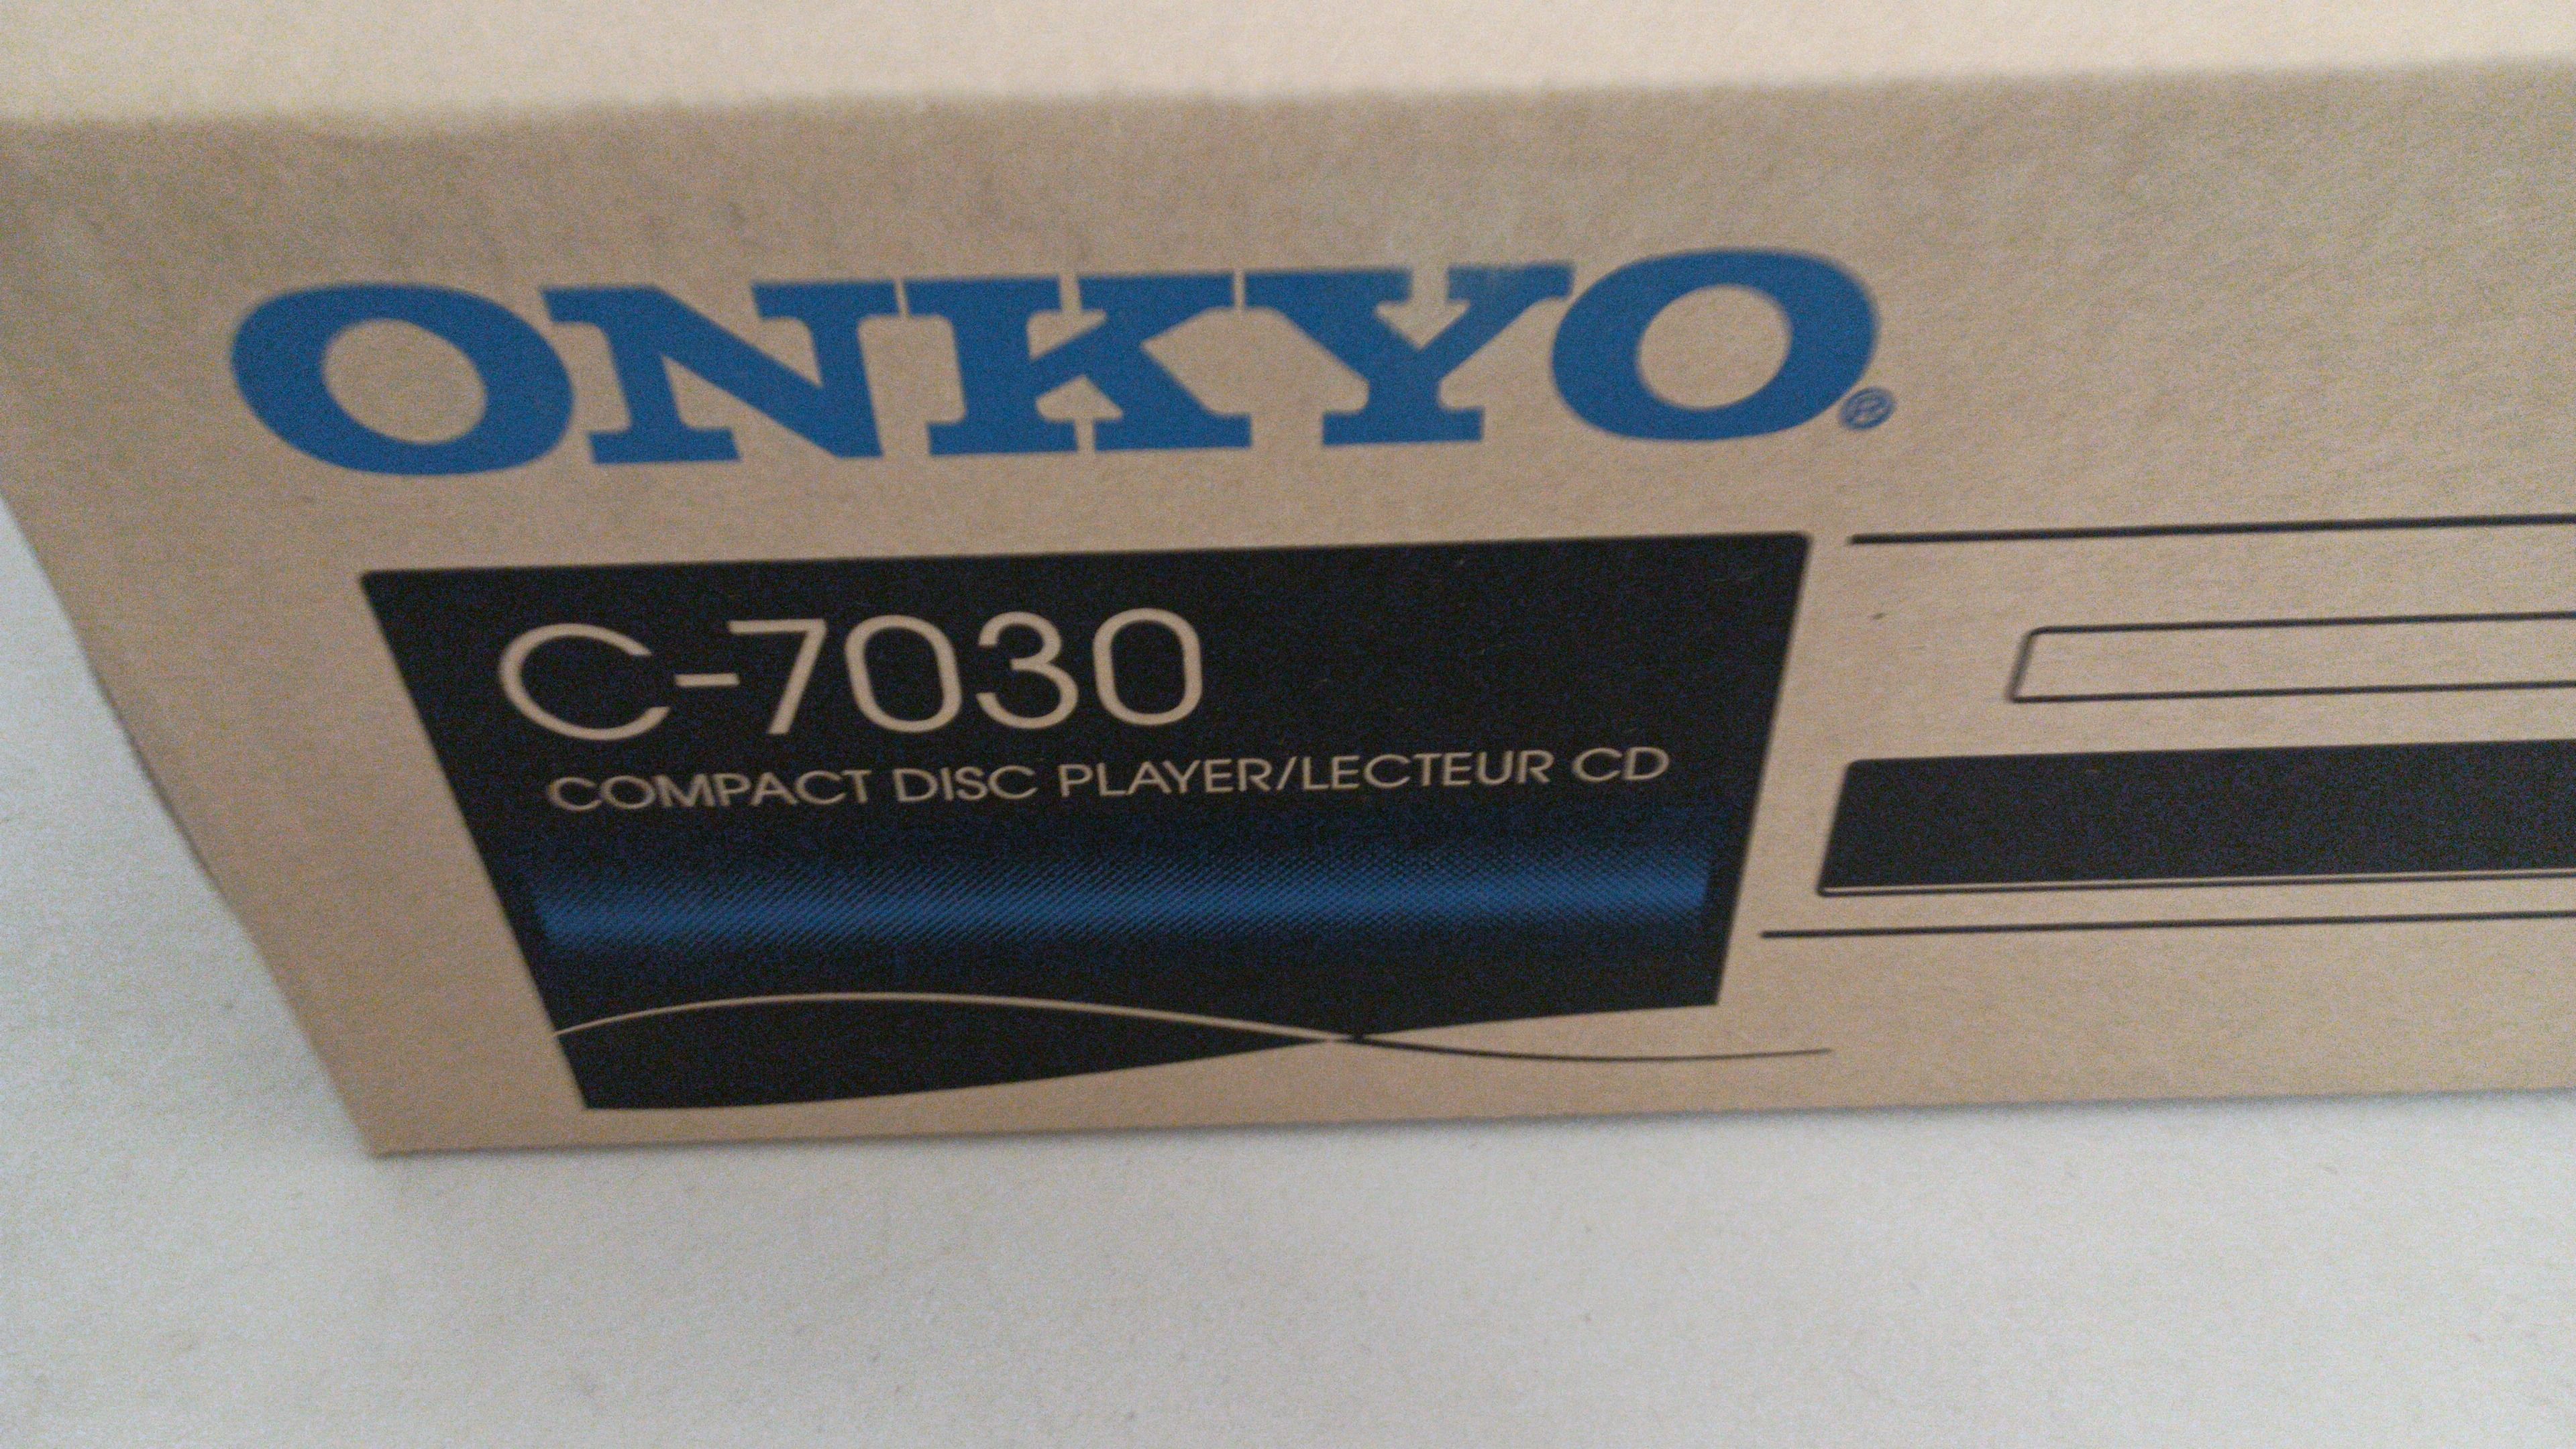 ONKYO®
C-7030
COMPACT DISC PLAYER/LECTEUR CD